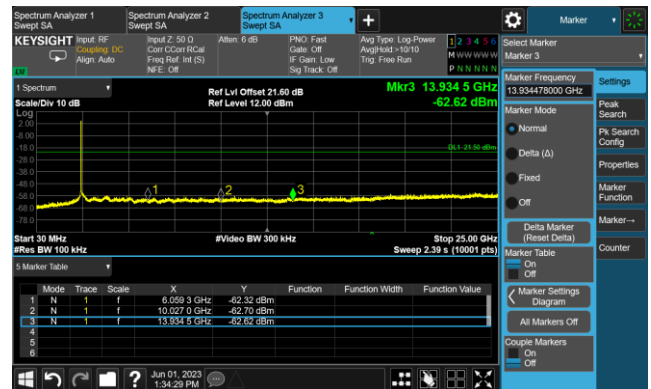 Spectrum Analyzer 1
Swept SA
Spectrum Analyzer 2
Swept SA
Spectrum Analyzer 3
Swept SA
+
Marker
KEYSIGHT
Input: RF
Coupling: DC
Align: Auto
Input Z: 50 Ω
Corr CCorr RCal
Freq Ref: Int (S)
NFE: Off
Atten: 6 dB
PNO: Fast
Gate: Off
IF Gain: Low
Sig Track: Off
Avg Type: Log-Power
Avg|Hold:>10/10
Trig: Free Run
1 2 3 4 5 6
M W W W W W
P N N N N N
Select Marker
Marker 3
1 Spectrum
Scale/Div 10 dB
Ref Lvl Offset 21.60 dB
Ref Level 12.00 dBm
Mkr3 13.934 5 GHz
-62.62 dBm
Log
2.00
-8.00
-18.0
-28.0
-38.0
-48.0
-58.0
-68.0
-78.0
DL1 -21.50 dBm
1
2
3
Start 30 MHz
#Res BW 100 kHz
#Video BW 300 kHz
Stop 25.00 GHz
Sweep 2.39 s (10001 pts)
5 Marker Table
Mode Trace Scale X Y Function Function Width Function Value
1 N 1 f 6.059 3 GHz -62.32 dBm
2 N 1 f 10.027 0 GHz -62.70 dBm
3 N 1 f 13.934 5 GHz -62.62 dBm
4
5
6
Marker Frequency
13.934478000 GHz
Marker Mode
Normal
Delta (Δ)
Fixed
Off
Delta Marker
(Reset Delta)
Marker Table
On
Off
Marker Settings
Diagram
All Markers Off
Couple Markers
On
Off
Settings
Peak
Search
Pk Search
Config
Properties
Marker
Function
Marker→
Counter
?
Jun 01, 2023
1:34:29 PM